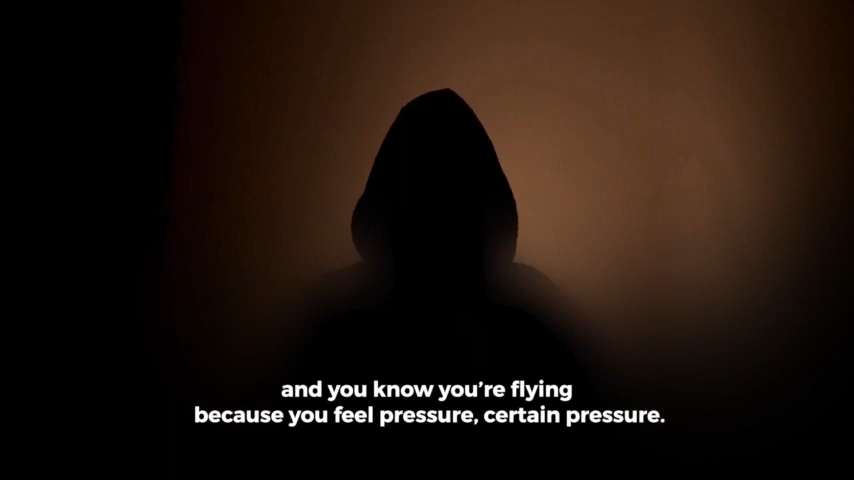 and you know you're flying
because you feel pressure, certain pressure.